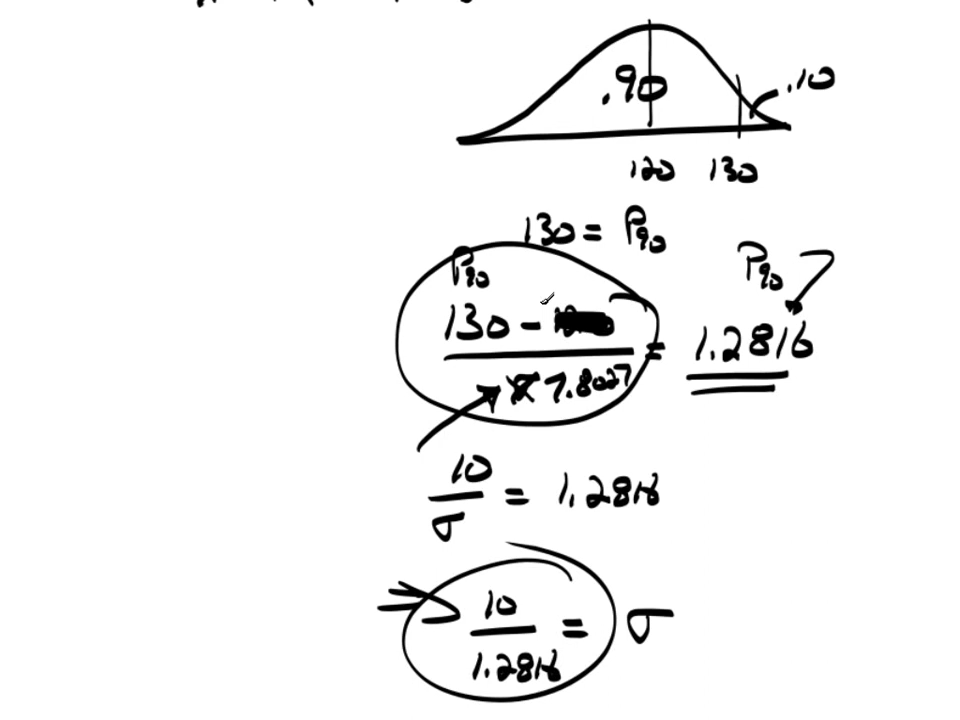 .90 .10
120 130
130 = P90
P90 P90
130 - = 1.2816
7.8027
10
σ = 1.2816
10
1.2816 = σ